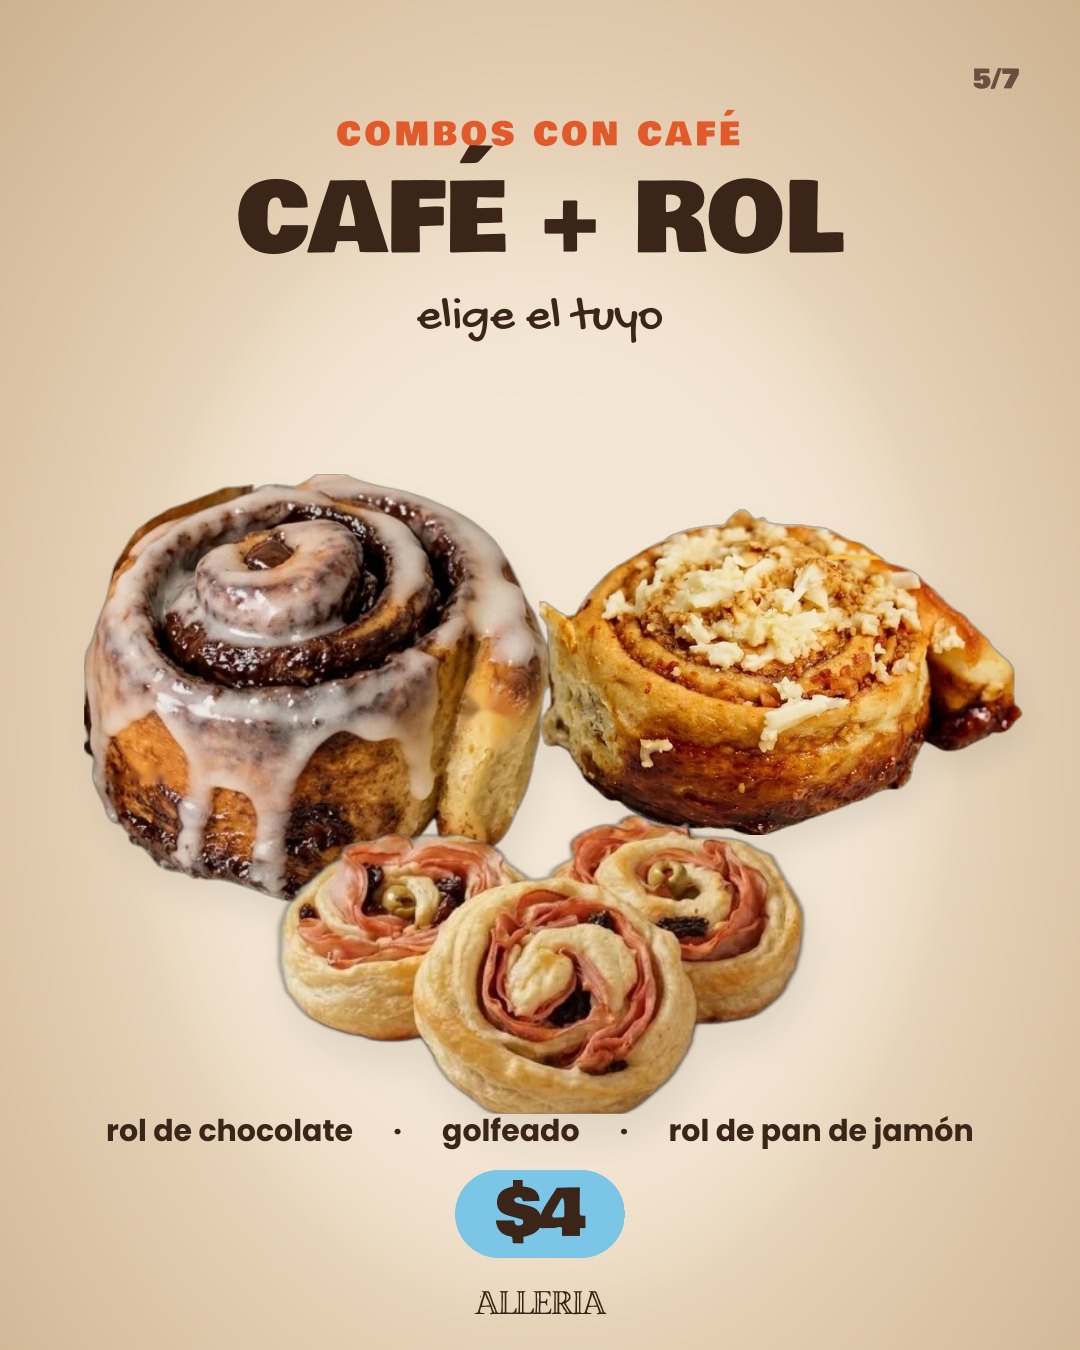 5/7
COMBOS CON CAFÉ
CAFÉ + ROL
elige el tuyo
rol de chocolate · golfeado · rol de pan de jamón
$4
ALLERIA